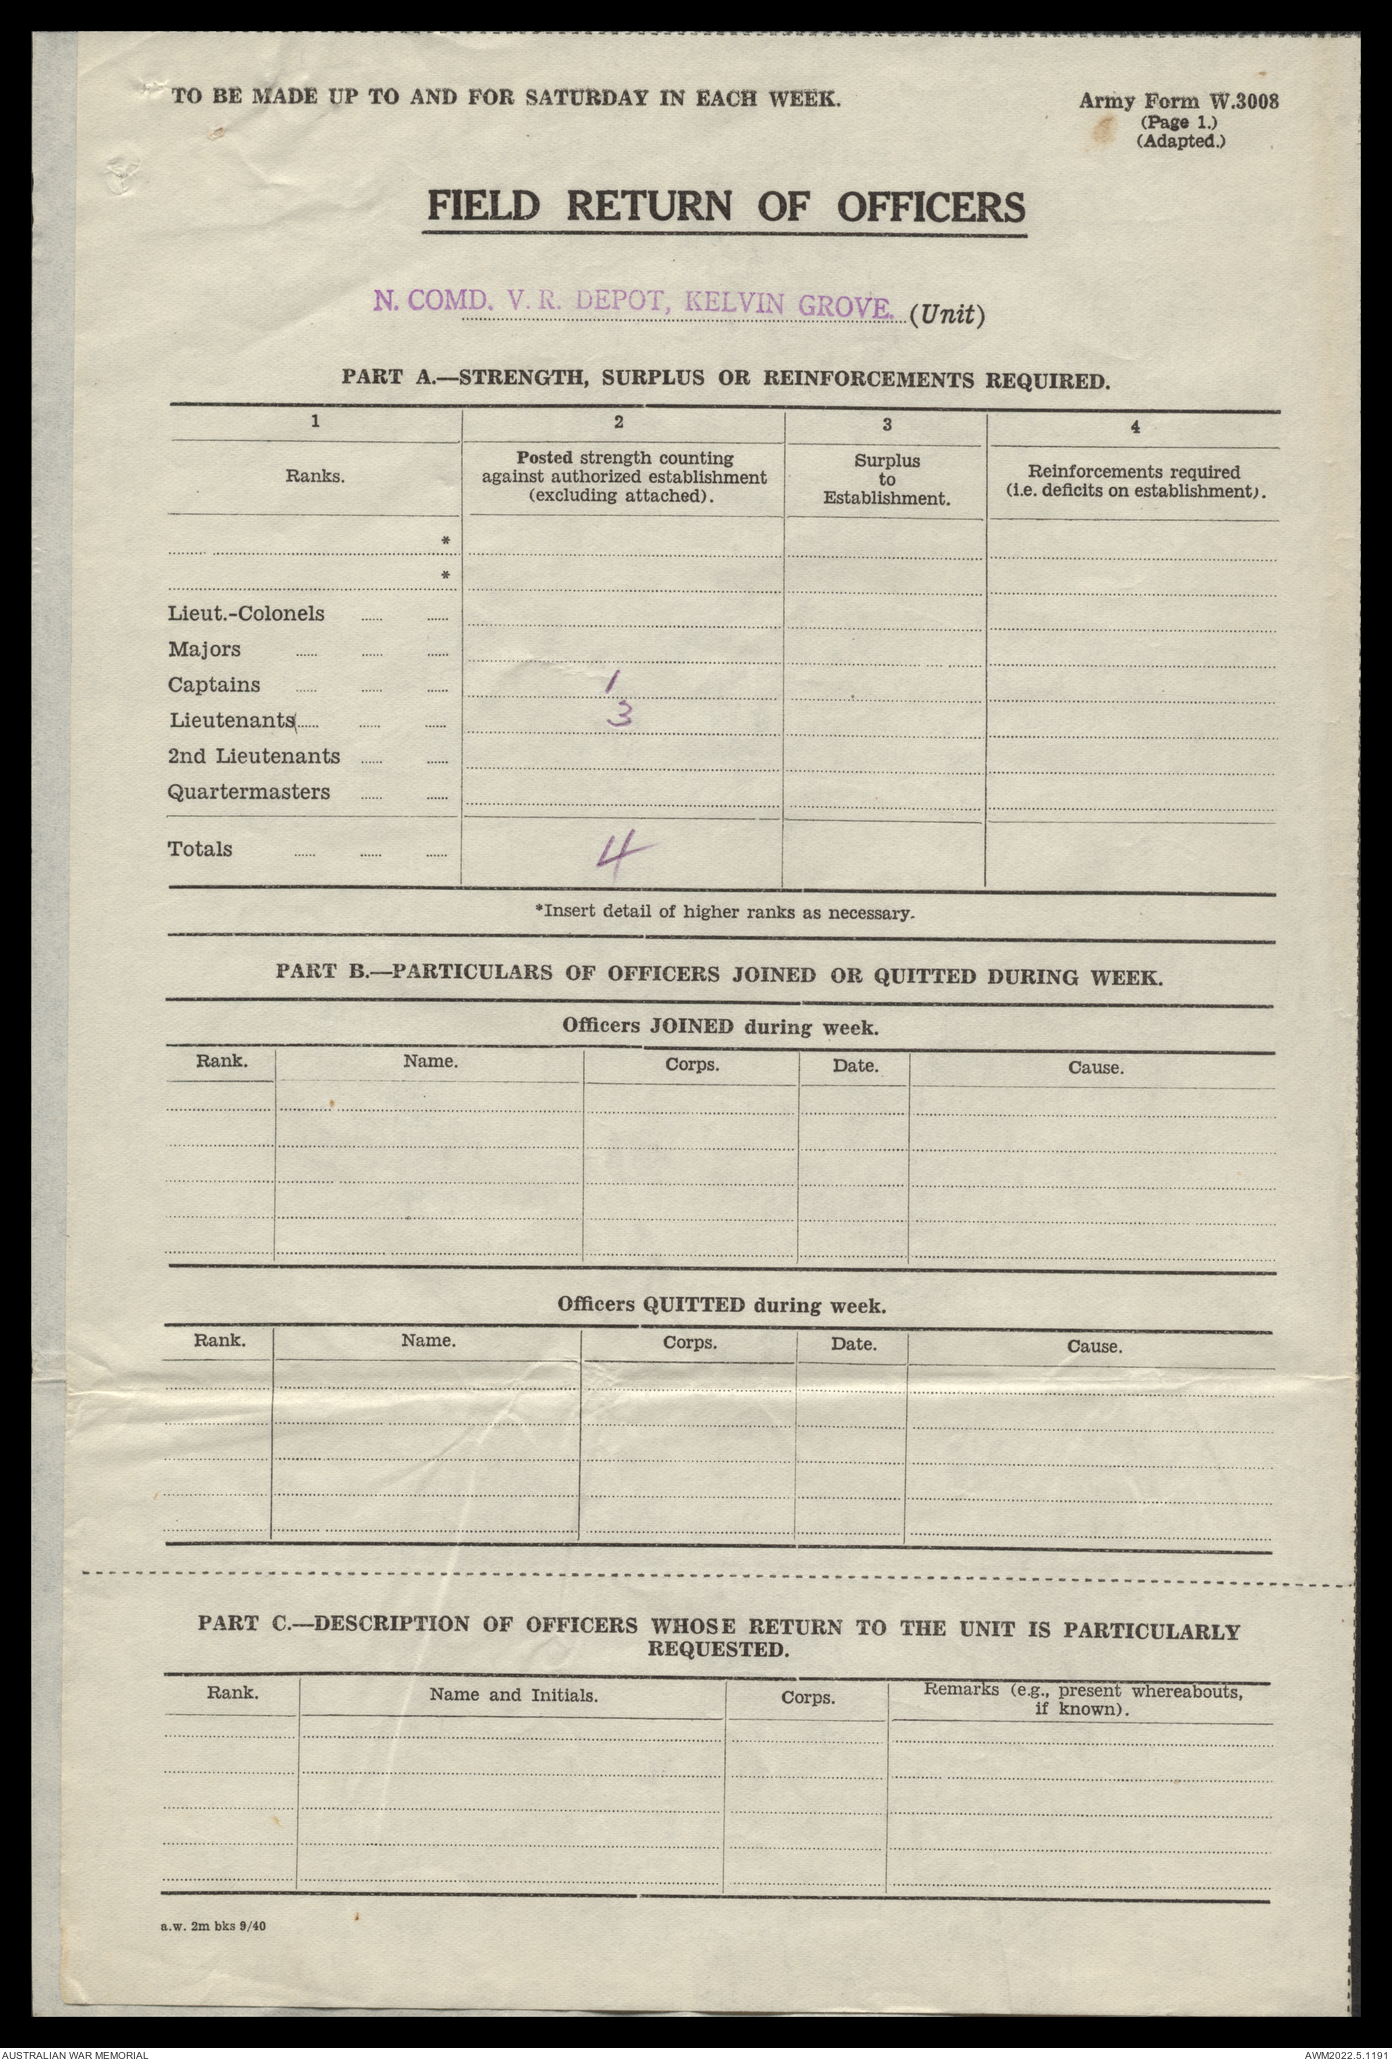 TO BE MADE UP TO AND FOR SATURDAY IN EACH WEEK.
Army Form W.3008
(Page 1.)
(Adapted.)
FIELD RETURN OF OFFICERS
N. COMD. V. R. DEPOT, KELVIN GROVE. (Unit)
PART A.—STRENGTH, SURPLUS OR REINFORCEMENTS REQUIRED.
1 2 3 4
Ranks.
Posted strength counting
against authorized establishment
(excluding attached).
Surplus
to
Establishment.
Reinforcements required
(i.e. deficits on establishment).
*
*
Lieut.-Colonels
Majors
Captains 1
Lieutenants 3
2nd Lieutenants
Quartermasters
Totals 4
*Insert detail of higher ranks as necessary.
PART B.—PARTICULARS OF OFFICERS JOINED OR QUITTED DURING WEEK.
Officers JOINED during week.
Rank. Name. Corps. Date. Cause.
Officers QUITTED during week.
Rank. Name. Corps. Date. Cause.
PART C.—DESCRIPTION OF OFFICERS WHOSE RETURN TO THE UNIT IS PARTICULARLY
REQUESTED.
Rank. Name and Initials. Corps. Remarks (e.g., present whereabouts,
if known).
a.w. 2m bks 9/40
AUSTRALIAN WAR MEMORIAL AWM2022.5.1191